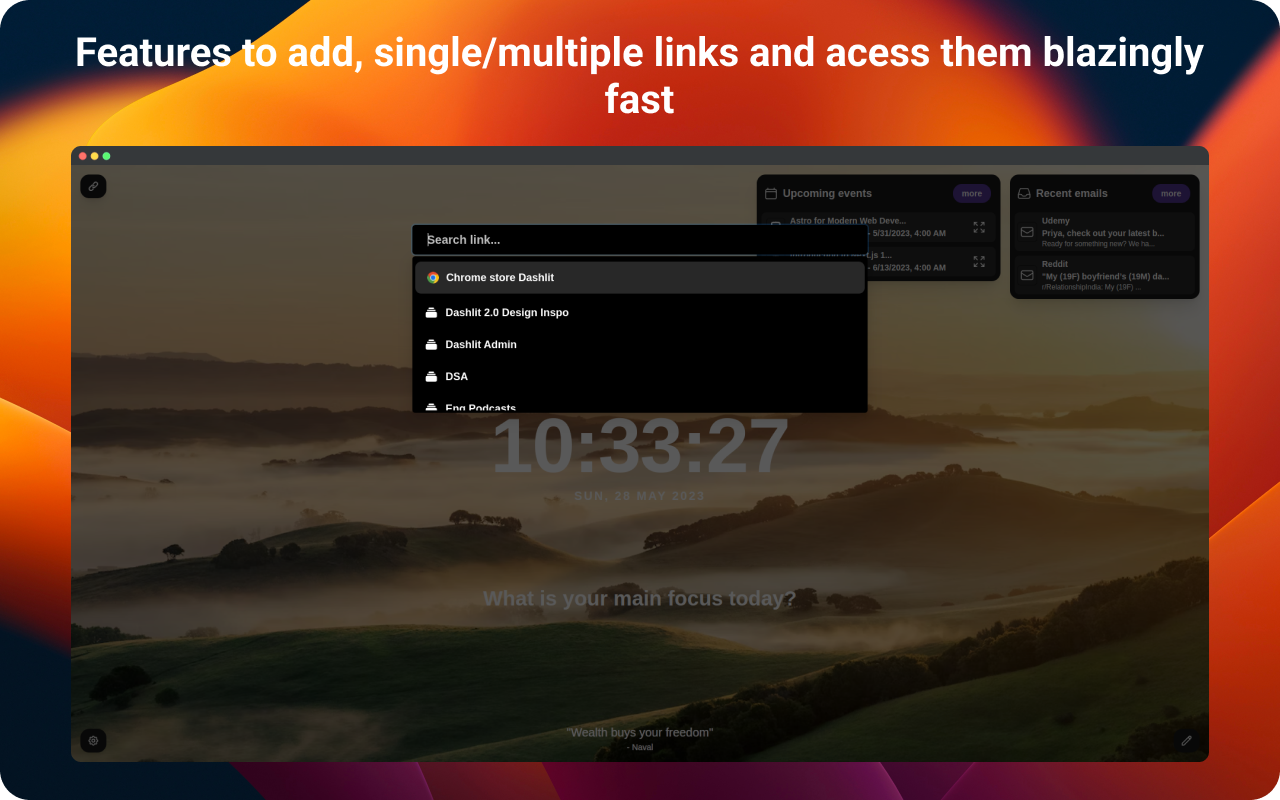 Features to add, single/multiple links and acess them blazingly
fast
Upcoming events
more
Astro for Modern Web Deve...
- 5/31/2023, 4:00 AM
- 6/13/2023, 4:00 AM
Recent emails
more
Udemy
Priya, check out your latest b...
Ready for something new? We ha...
Reddit
"My (19F) boyfriend's (19M) da...
r/RelationshipIndia: My (19F) ...
Search link...
Chrome store Dashlit
Dashlit 2.0 Design Inspo
Dashlit Admin
DSA
Eng Podcasts
10:33:27
SUN, 28 MAY 2023
What is your main focus today?
"Wealth buys your freedom"
- Naval